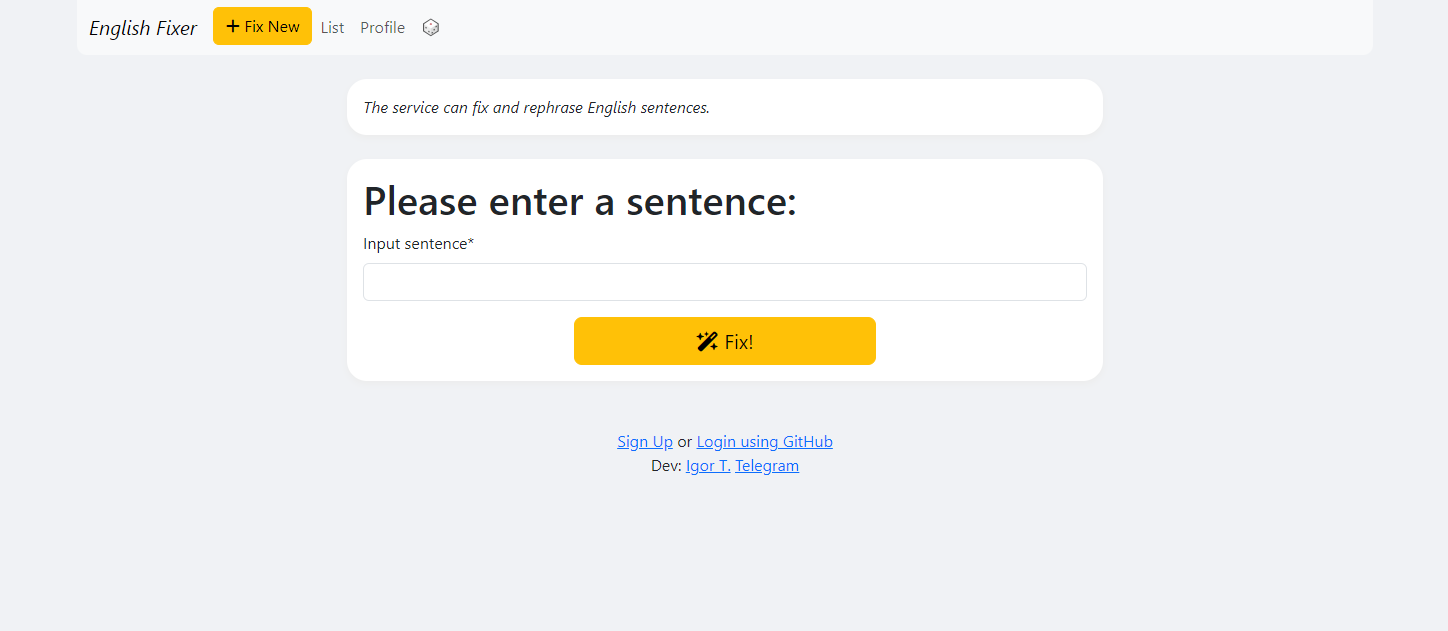 English Fixer Fix New List Profile
The service can fix and rephrase English sentences.
Please enter a sentence:
Input sentence*
Fix!
Sign Up or Login using GitHub
Dev: Igor T. Telegram